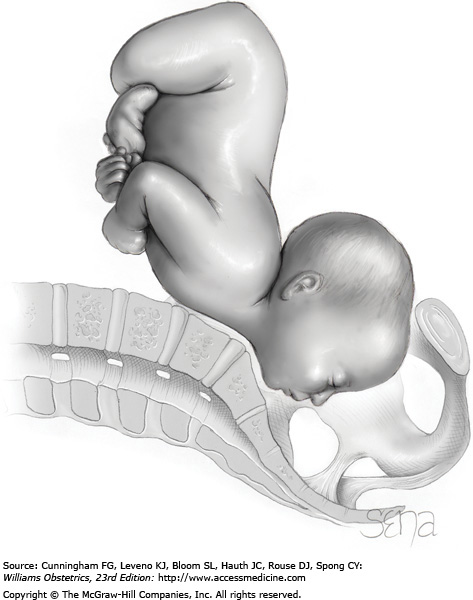 sena
Source: Cunningham FG, Leveno KJ, Bloom SL, Hauth JC, Rouse DJ, Spong CY:
Williams Obstetrics, 23rd Edition: http://www.accessmedicine.com
Copyright © The McGraw-Hill Companies, Inc. All rights reserved.